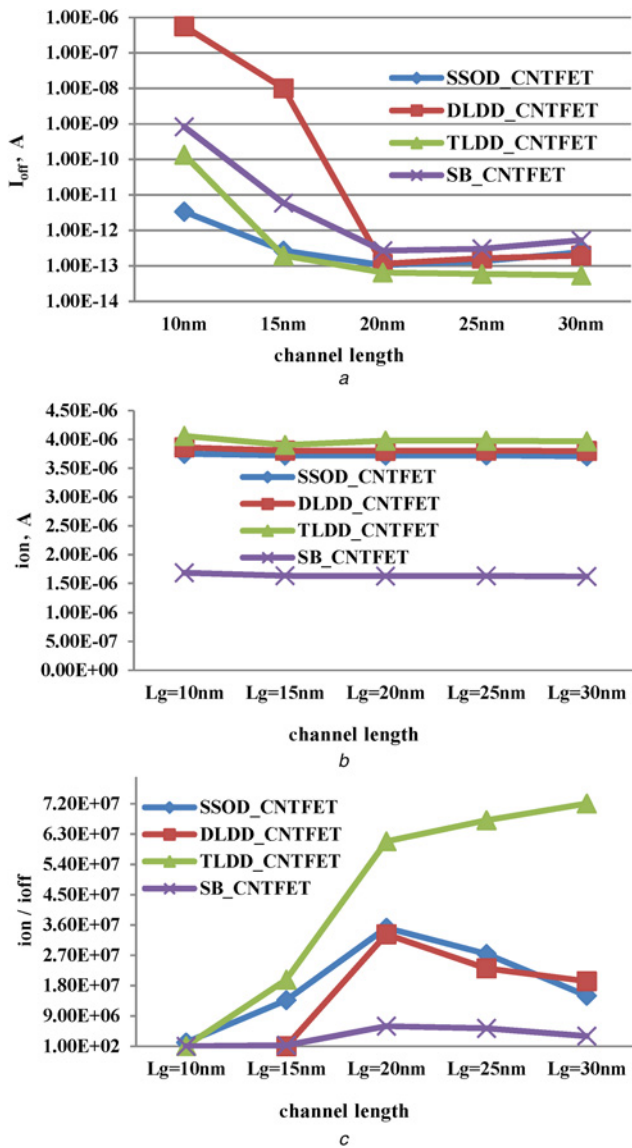 1.00E-06
1.00E-07
1.00E-08
1.00E-09
1.00E-10
1.00E-11
1.00E-12
1.00E-13
1.00E-14
Ioff, A
SSOD_CNTFET
DLDD_CNTFET
TLDD_CNTFET
SB_CNTFET
10nm 15nm 20nm 25nm 30nm
channel length
a
4.50E-06
4.00E-06
3.50E-06
3.00E-06
2.50E-06
2.00E-06
1.50E-06
1.00E-06
5.00E-07
0.00E+00
ion, A
SSOD_CNTFET
DLDD_CNTFET
TLDD_CNTFET
SB_CNTFET
Lg=10nm Lg=15nm Lg=20nm Lg=25nm Lg=30nm
channel length
b
7.20E+07
6.30E+07
5.40E+07
4.50E+07
3.60E+07
2.70E+07
1.80E+07
9.00E+06
1.00E+02
ion / ioff
SSOD_CNTFET
DLDD_CNTFET
TLDD_CNTFET
SB_CNTFET
Lg=10nm Lg=15nm Lg=20nm Lg=25nm Lg=30nm
channel length
c